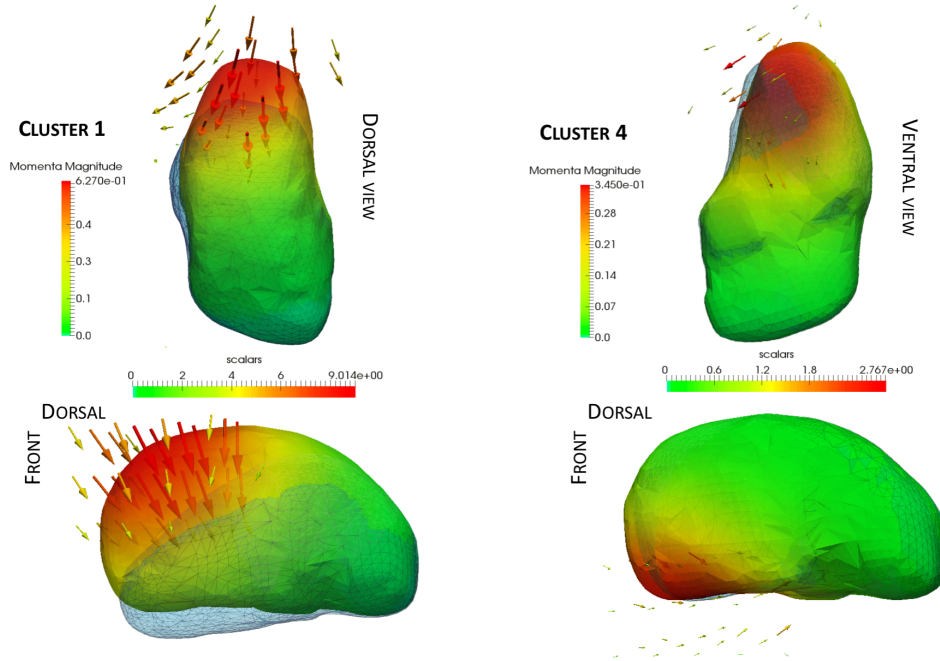 CLUSTER 1
DORSAL VIEW
Momenta Magnitude
6.270e-01
0.4
0.3
0.1
0.0
scalars
0 2 4 6 9.014e+00
DORSAL
FRONT
CLUSTER 4
VENTRAL VIEW
Momenta Magnitude
3.450e-01
0.28
0.21
0.14
0.07
0.0
scalars
0 0.6 1.2 1.8 2.767e+00
DORSAL
FRONT